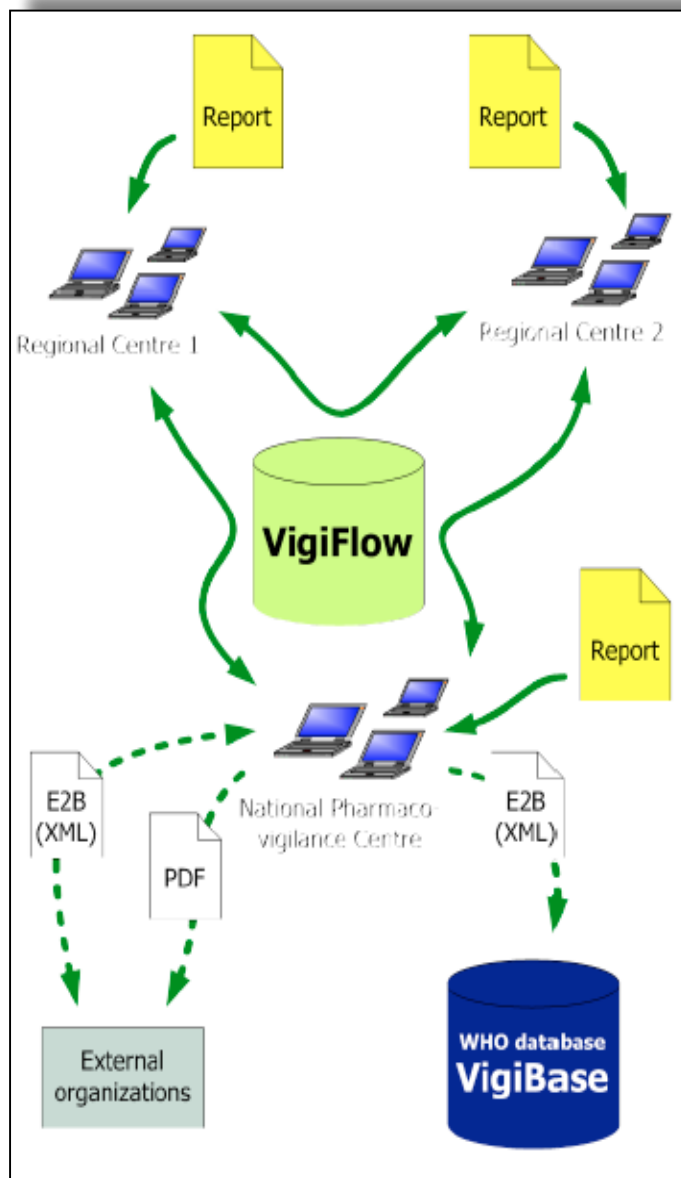 Report
Report
Regional Centre 1
Regional Centre 2
VigiFlow
Report
National Pharmaco-
vigilance Centre
E2B
(XML)
PDF
E2B
(XML)
External
organizations
WHO database
VigiBase